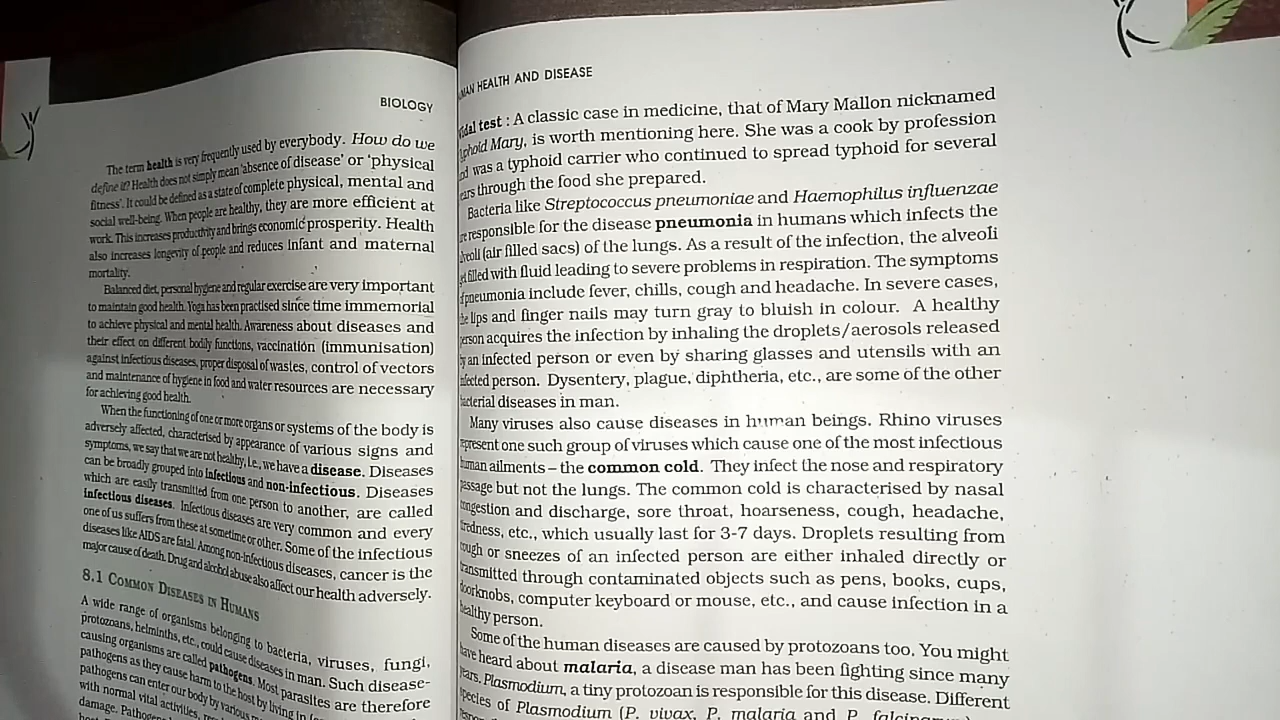 BIOLOGY
The term health is very frequently used by everybody. How do we
define it? Health does not simply mean 'absence of disease' or 'physical
fitness'. It could be defined as a state of complete physical, mental and
social well-being. When people are healthy, they are more efficient at
work. This increases productivity and brings economic prosperity. Health
also increases longevity of people and reduces infant and maternal
mortality.
Balanced diet, personal hygiene and regular exercise are very important
to maintain good health. Yoga has been practised since time immemorial
to achieve physical and mental health. Awareness about diseases and
their effect on different bodily functions, vaccination (immunisation)
against infectious diseases, proper disposal of wastes, control of vectors
and maintenance of hygiene in food and water resources are necessary
for achieving good health.
When the functioning of one or more organs or systems of the body is
adversely affected, characterised by appearance of various signs and
symptoms, we say that we are not healthy, i.e., we have a disease. Diseases
can be broadly grouped into infectious and non-infectious. Diseases
which are easily transmitted from one person to another, are called
infectious diseases. Infectious diseases are very common and every
one of us suffers from these at sometime or other. Some of the infectious
diseases like AIDS are fatal. Among non-infectious diseases, cancer is the
major cause of death. Drug and alcohol abuse also affect our health adversely.
8.1 COMMON DISEASES IN HUMANS
A wide range of organisms belonging to bacteria, viruses, fungi,
protozoans, helminths, etc., could cause diseases in man. Such disease-
causing organisms are called pathogens. Most parasites are therefore
pathogens as they cause harm to the host by living in
pathogens can enter our body by various
with normal vital activities,
damage.
HEALTH AND DISEASE
test : A classic case in medicine, that of Mary Mallon nicknamed
Mary, is worth mentioning here. She was a cook by profession
was a typhoid carrier who continued to spread typhoid for several
through the food she prepared.
Bacteria like Streptococcus pneumoniae and Haemophilus influenzae
responsible for the disease pneumonia in humans which infects the
(air filled sacs) of the lungs. As a result of the infection, the alveoli
filled with fluid leading to severe problems in respiration. The symptoms
pneumonia include fever, chills, cough and headache. In severe cases,
lips and finger nails may turn gray to bluish in colour. A healthy
acquires the infection by inhaling the droplets/aerosols released
an infected person or even by sharing glasses and utensils with an
person. Dysentery, plague, diphtheria, etc., are some of the other
diseases in man.
Many viruses also cause diseases in human beings. Rhino viruses
one such group of viruses which cause one of the most infectious
ailments – the common cold. They infect the nose and respiratory
but not the lungs. The common cold is characterised by nasal
and discharge, sore throat, hoarseness, cough, headache,
etc., which usually last for 3-7 days. Droplets resulting from
or sneezes of an infected person are either inhaled directly or
through contaminated objects such as pens, books, cups,
computer keyboard or mouse, etc., and cause infection in a
person.
Some of the human diseases are caused by protozoans too. You might
heard about malaria, a disease man has been fighting since many
Plasmodium, a tiny protozoan is responsible for this disease. Different
of Plasmodium (P. vivax, P. malaria and P.